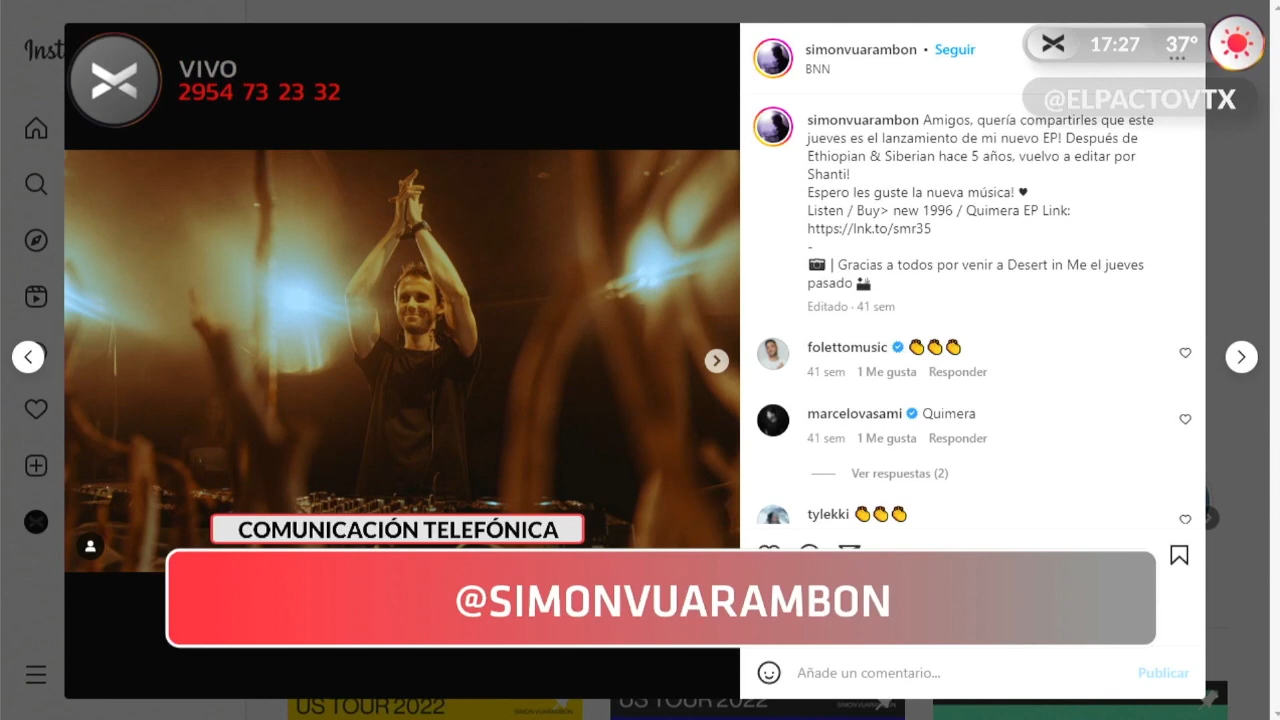 Inst
VIVO
2954 73 23 32
simonvuarambon • Seguir
BNN
17:27 37°
@ELPACTOVTX
simonvuarambon Amigos, quería compartirles que este
jueves es el lanzamiento de mi nuevo EP! Después de
Ethiopian & Siberian hace 5 años, vuelvo a editar por
Shanti!
Espero les guste la nueva música! ♥
Listen / Buy> new 1996 / Quimera EP Link:
https://lnk.to/smr35
-
📷 | Gracias a todos por venir a Desert in Me el jueves
pasado 🏜
Editado · 41 sem
foletto​music 👏👏👏
41 sem 1 Me gusta Responder
marcelovasami Quimera
41 sem 1 Me gusta Responder
Ver respuestas (2)
tylekki 👏👏👏
COMUNICACIÓN TELEFÓNICA
@SIMONVUARAMBON
Añade un comentario... Publicar
US TOUR 2022
US TOUR 2022